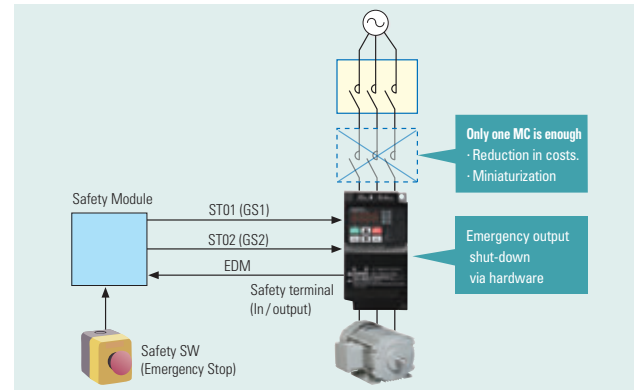 Only one MC is enough
· Reduction in costs.
· Miniaturization
Safety Module
ST01 (GS1)
ST02 (GS2)
EDM
Safety terminal
(In / output)
Emergency output
shut-down
via hardware
Safety SW
(Emergency Stop)